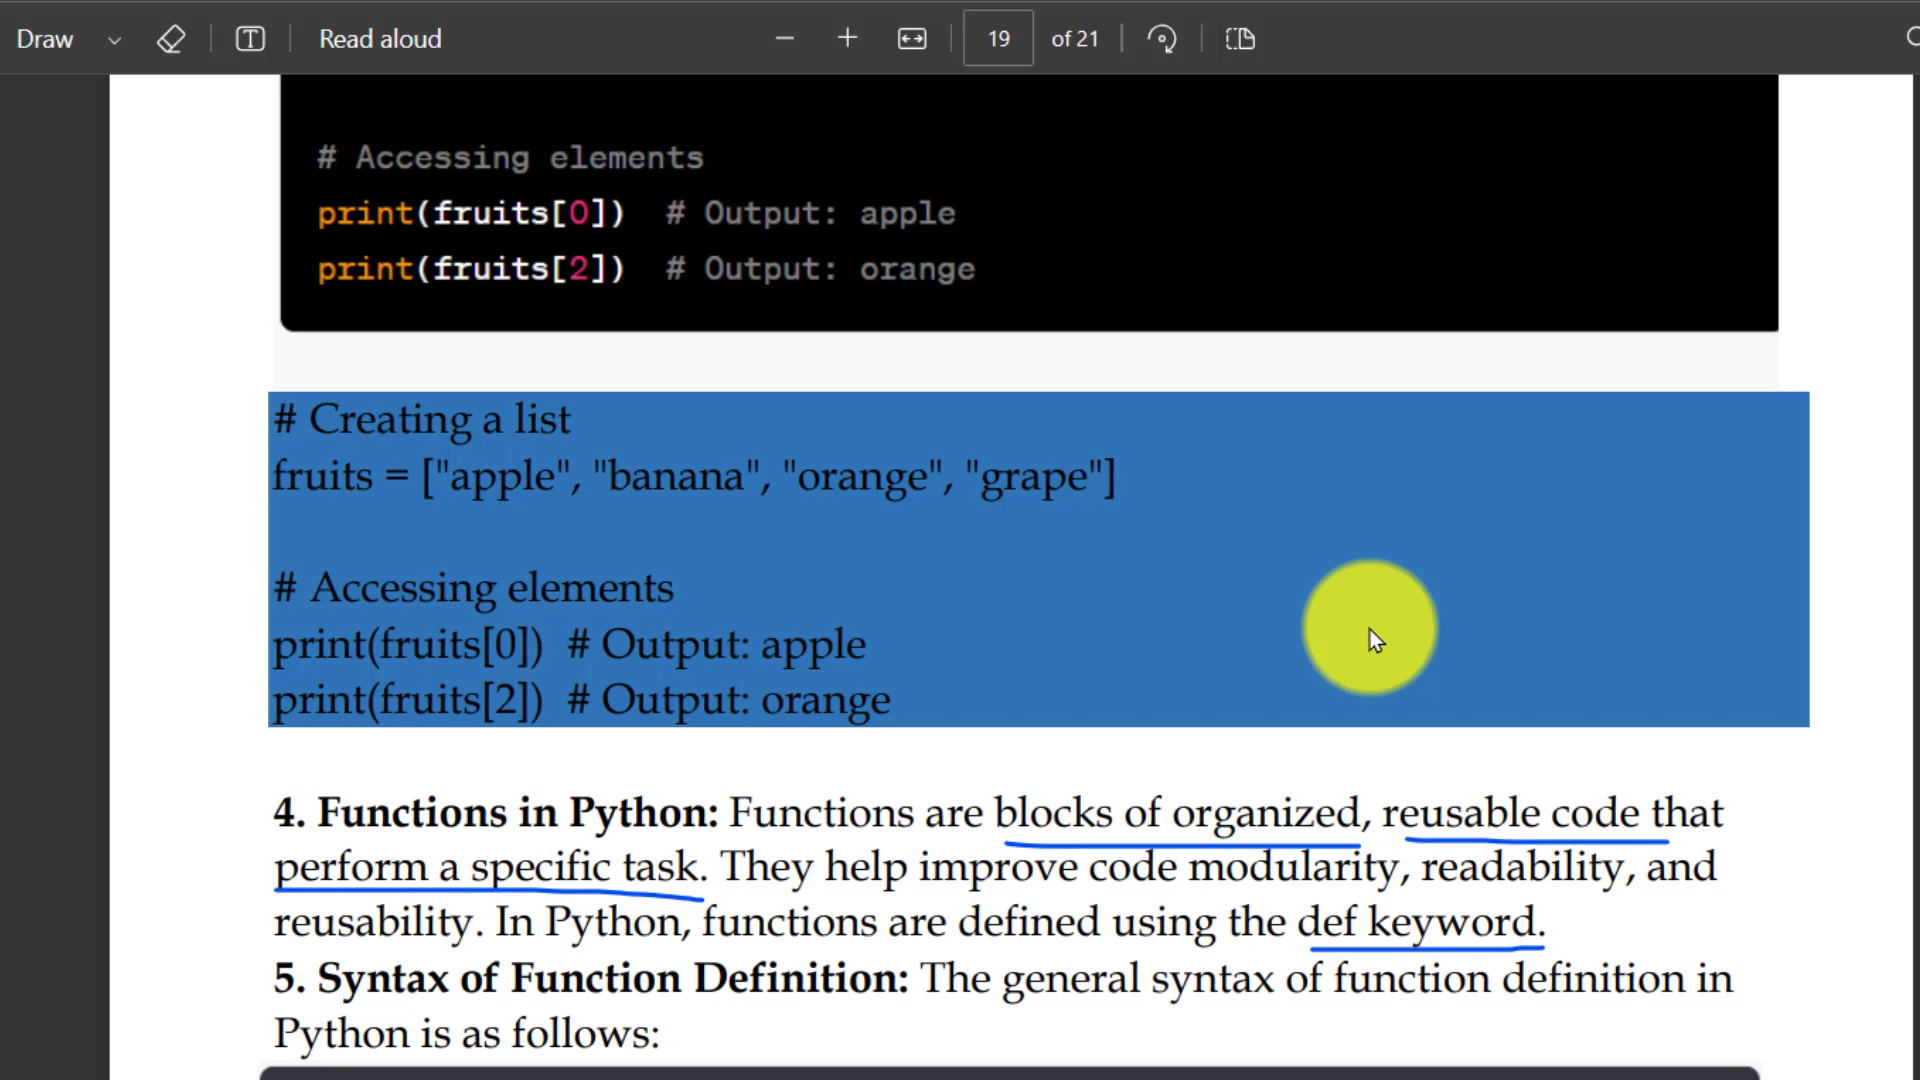 Draw Read aloud 19 of 21
# Accessing elements
print(fruits[0])  # Output: apple
print(fruits[2])  # Output: orange
# Creating a list
fruits = ["apple", "banana", "orange", "grape"]
# Accessing elements
print(fruits[0])  # Output: apple
print(fruits[2])  # Output: orange
4. Functions in Python: Functions are blocks of organized, reusable code that
perform a specific task. They help improve code modularity, readability, and
reusability. In Python, functions are defined using the def keyword.
5. Syntax of Function Definition: The general syntax of function definition in
Python is as follows: